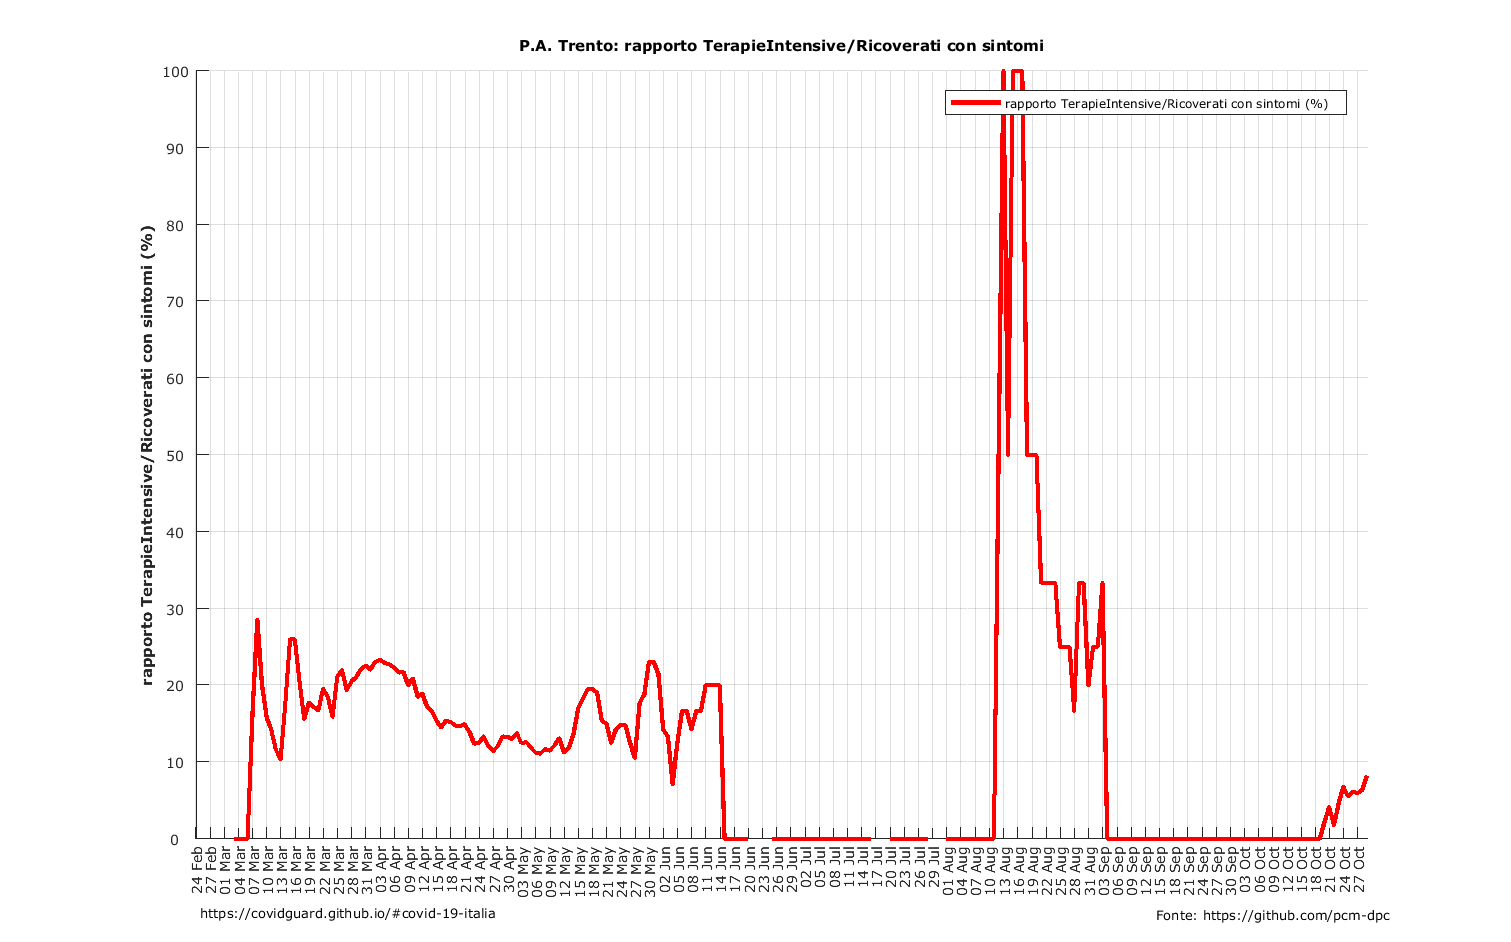 P.A. Trento: rapporto TerapieIntensive/Ricoverati con sintomi
rapporto TerapieIntensive/Ricoverati con sintomi (%)
rapporto TerapieIntensive/Ricoverati con sintomi (%)
100
90
80
70
60
50
40
30
20
10
0
24 Feb
27 Feb
01 Mar
04 Mar
07 Mar
10 Mar
13 Mar
16 Mar
19 Mar
22 Mar
25 Mar
28 Mar
31 Mar
03 Apr
06 Apr
09 Apr
12 Apr
15 Apr
18 Apr
21 Apr
24 Apr
27 Apr
30 Apr
03 May
06 May
09 May
12 May
15 May
18 May
21 May
24 May
27 May
30 May
02 Jun
05 Jun
08 Jun
11 Jun
14 Jun
17 Jun
20 Jun
23 Jun
26 Jun
29 Jun
02 Jul
05 Jul
08 Jul
11 Jul
14 Jul
17 Jul
20 Jul
23 Jul
26 Jul
29 Jul
01 Aug
04 Aug
07 Aug
10 Aug
13 Aug
16 Aug
19 Aug
22 Aug
25 Aug
28 Aug
31 Aug
03 Sep
06 Sep
09 Sep
12 Sep
15 Sep
18 Sep
21 Sep
24 Sep
27 Sep
30 Sep
03 Oct
06 Oct
09 Oct
12 Oct
15 Oct
18 Oct
21 Oct
24 Oct
27 Oct
https://covidguard.github.io/#covid-19-italia
Fonte: https://github.com/pcm-dpc